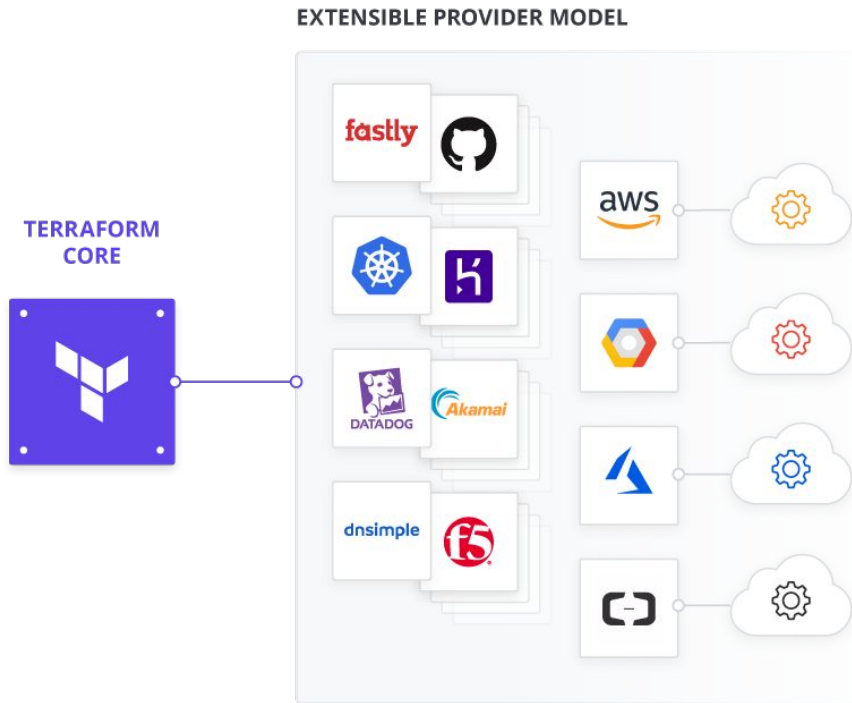 EXTENSIBLE PROVIDER MODEL
TERRAFORM
CORE
fastly
aws
DATADOG
Akamai
dnsimple
f5